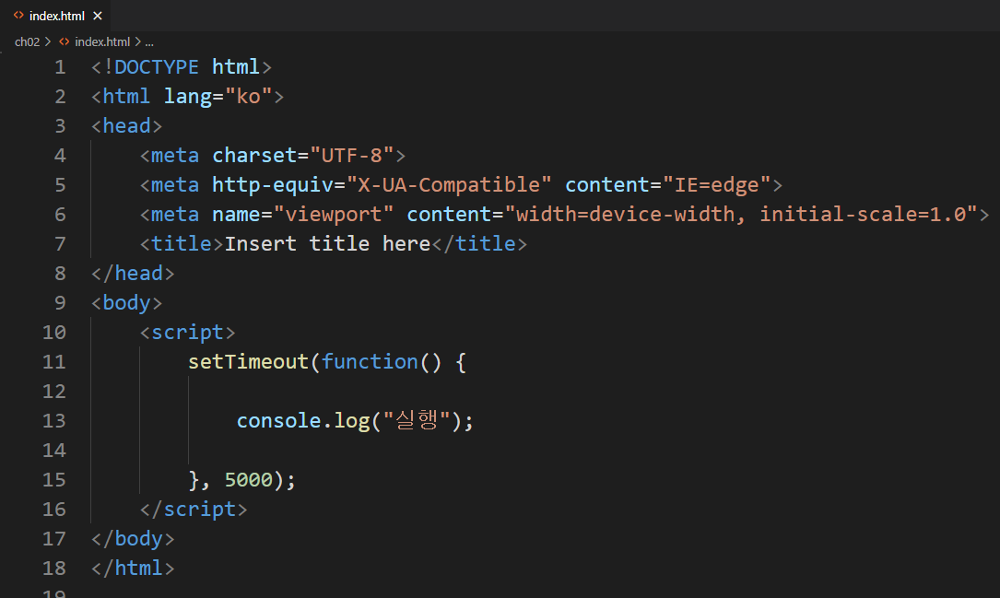 <> index.html ×
ch02 > <> index.html > ...
1 <!DOCTYPE html>
2 <html lang="ko">
3 <head>
4     <meta charset="UTF-8">
5     <meta http-equiv="X-UA-Compatible" content="IE=edge">
6     <meta name="viewport" content="width=device-width, initial-scale=1.0">
7     <title>Insert title here</title>
8 </head>
9 <body>
10     <script>
11         setTimeout(function() {
12
13             console.log("실행");
14
15         }, 5000);
16     </script>
17 </body>
18 </html>
19